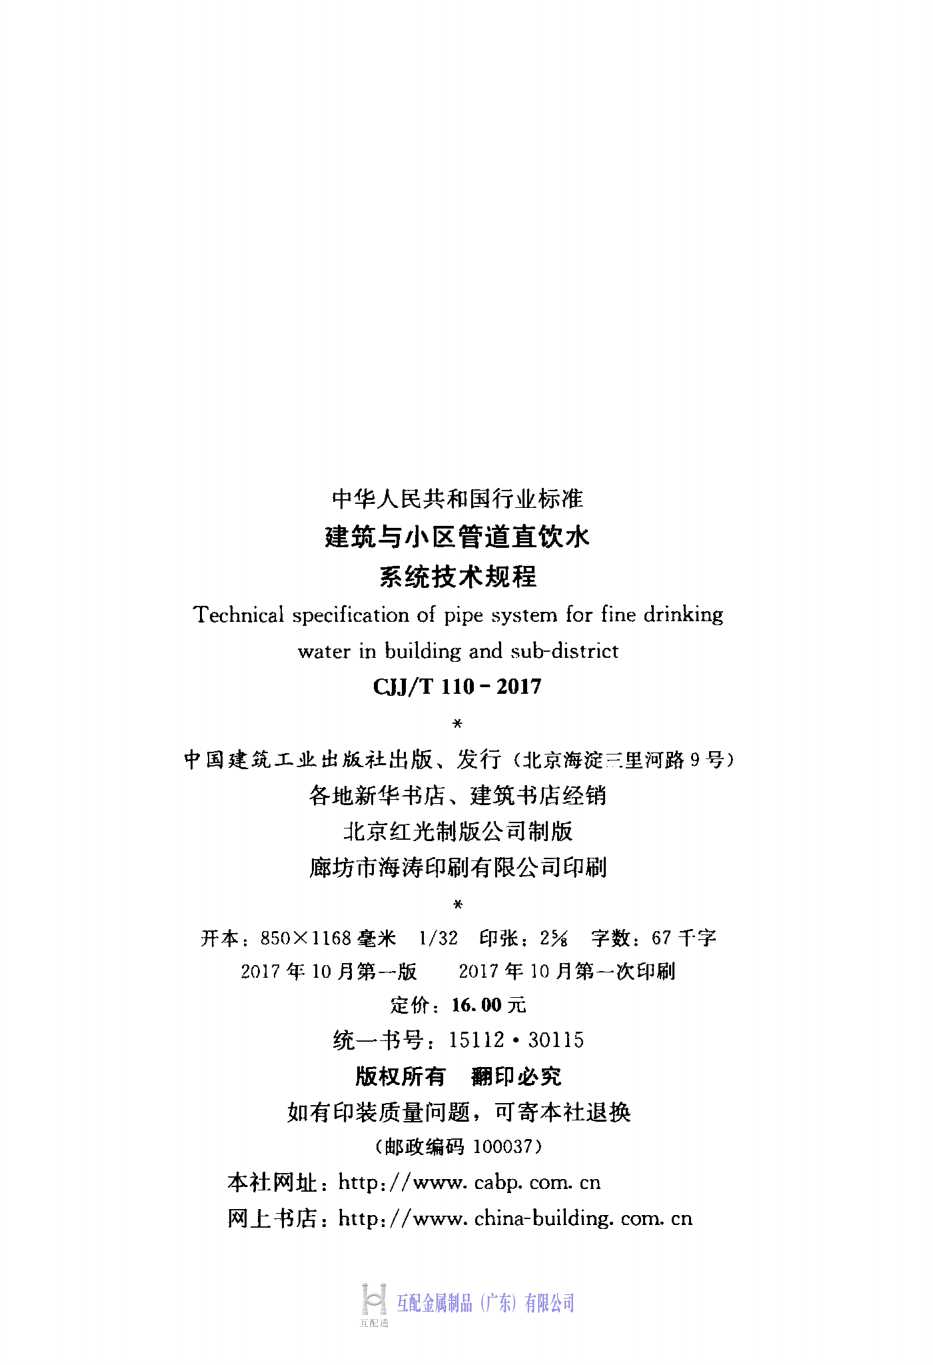 中华人民共和国行业标准
建筑与小区管道直饮水
系统技术规程
Technical specification of pipe system for fine drinking
water in building and sub-district
CJJ/T 110-2017
*
中国建筑工业出版社出版、发行（北京海淀三里河路9号）
各地新华书店、建筑书店经销
北京红光制版公司制版
廊坊市海涛印刷有限公司印刷
*
开本：850×1168毫米 1/32 印张：2⅝ 字数：67千字
2017年10月第一版 2017年10月第一次印刷
定价：16.00元
统一书号：15112·30115
版权所有 翻印必究
如有印装质量问题，可寄本社退换
（邮政编码 100037）
本社网址：http://www.cabp.com.cn
网上书店：http://www.china-building.com.cn
互配金属制品（广东）有限公司
互配通